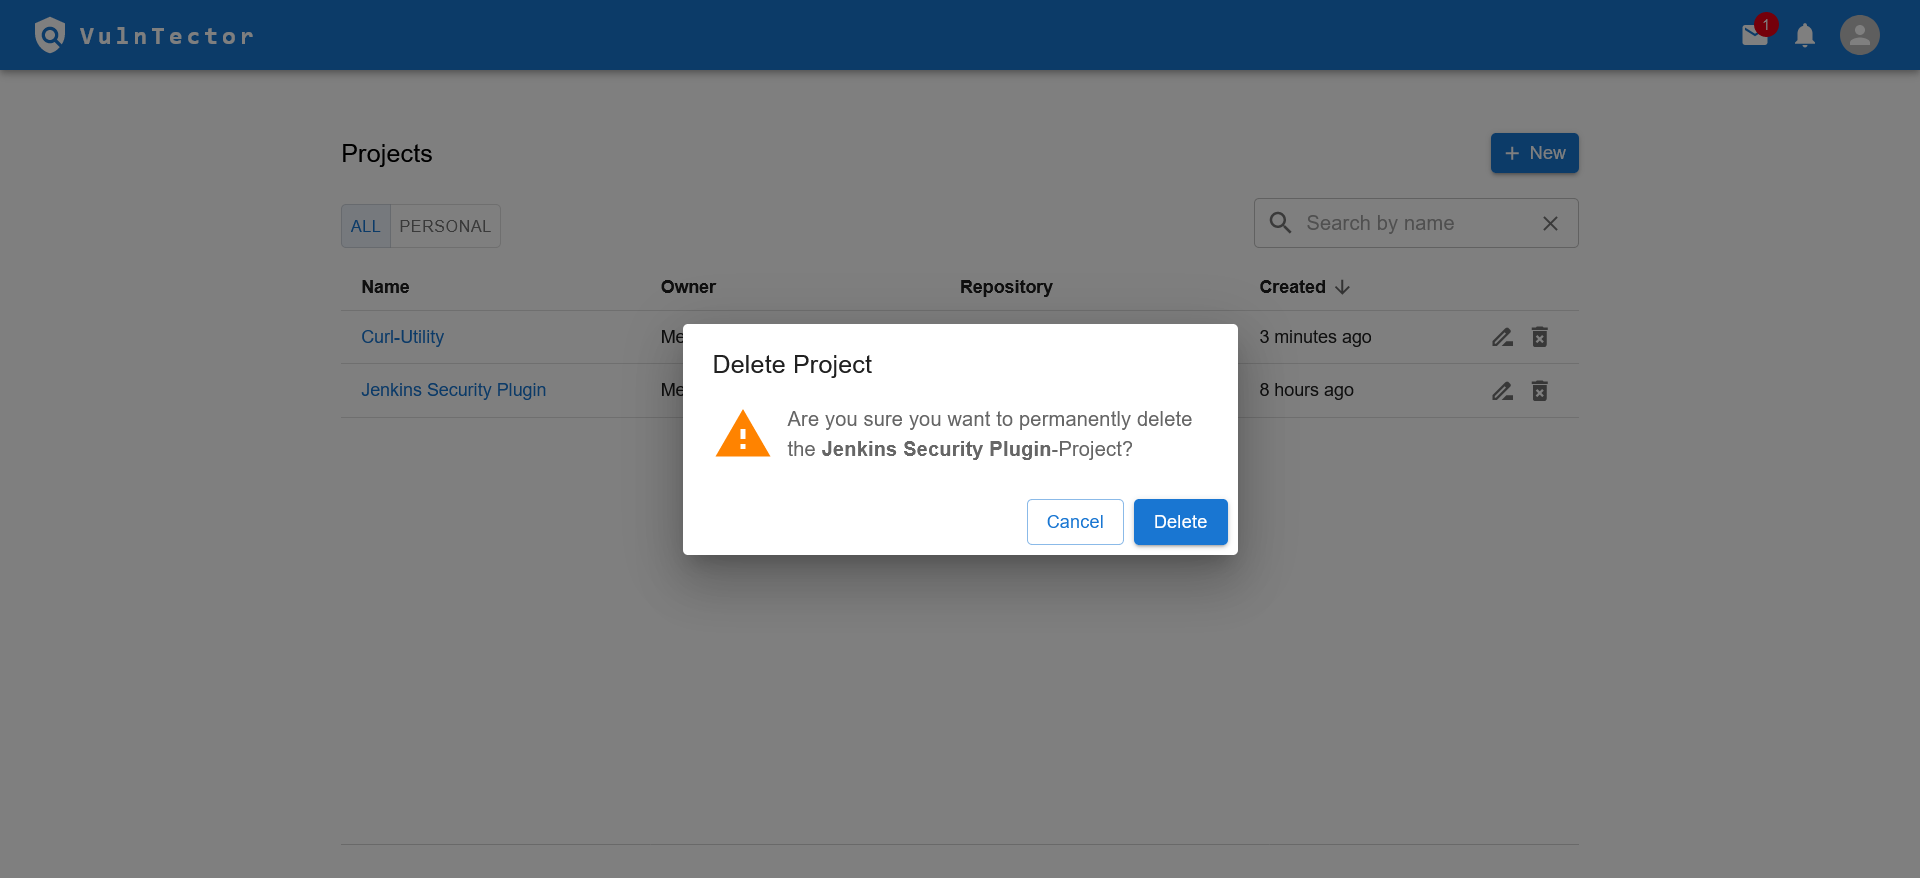 VulnTector
1
Projects
New
ALL
PERSONAL
Search by name
Name
Owner
Repository
Created
Curl-Utility
Me
3 minutes ago
Jenkins Security Plugin
Me
8 hours ago
Delete Project
Are you sure you want to permanently delete
the Jenkins Security Plugin-Project?
Cancel
Delete